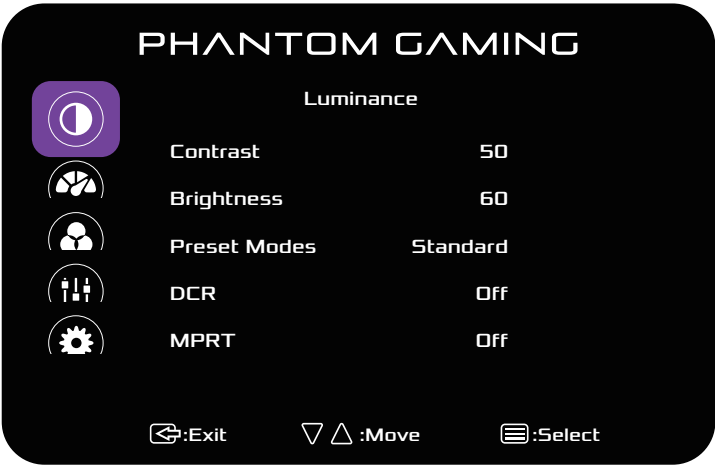 PHANTOM GAMING
Luminance
Contrast 50
Brightness 60
Preset Modes Standard
DCR Off
MPRT Off
:Exit :Move :Select